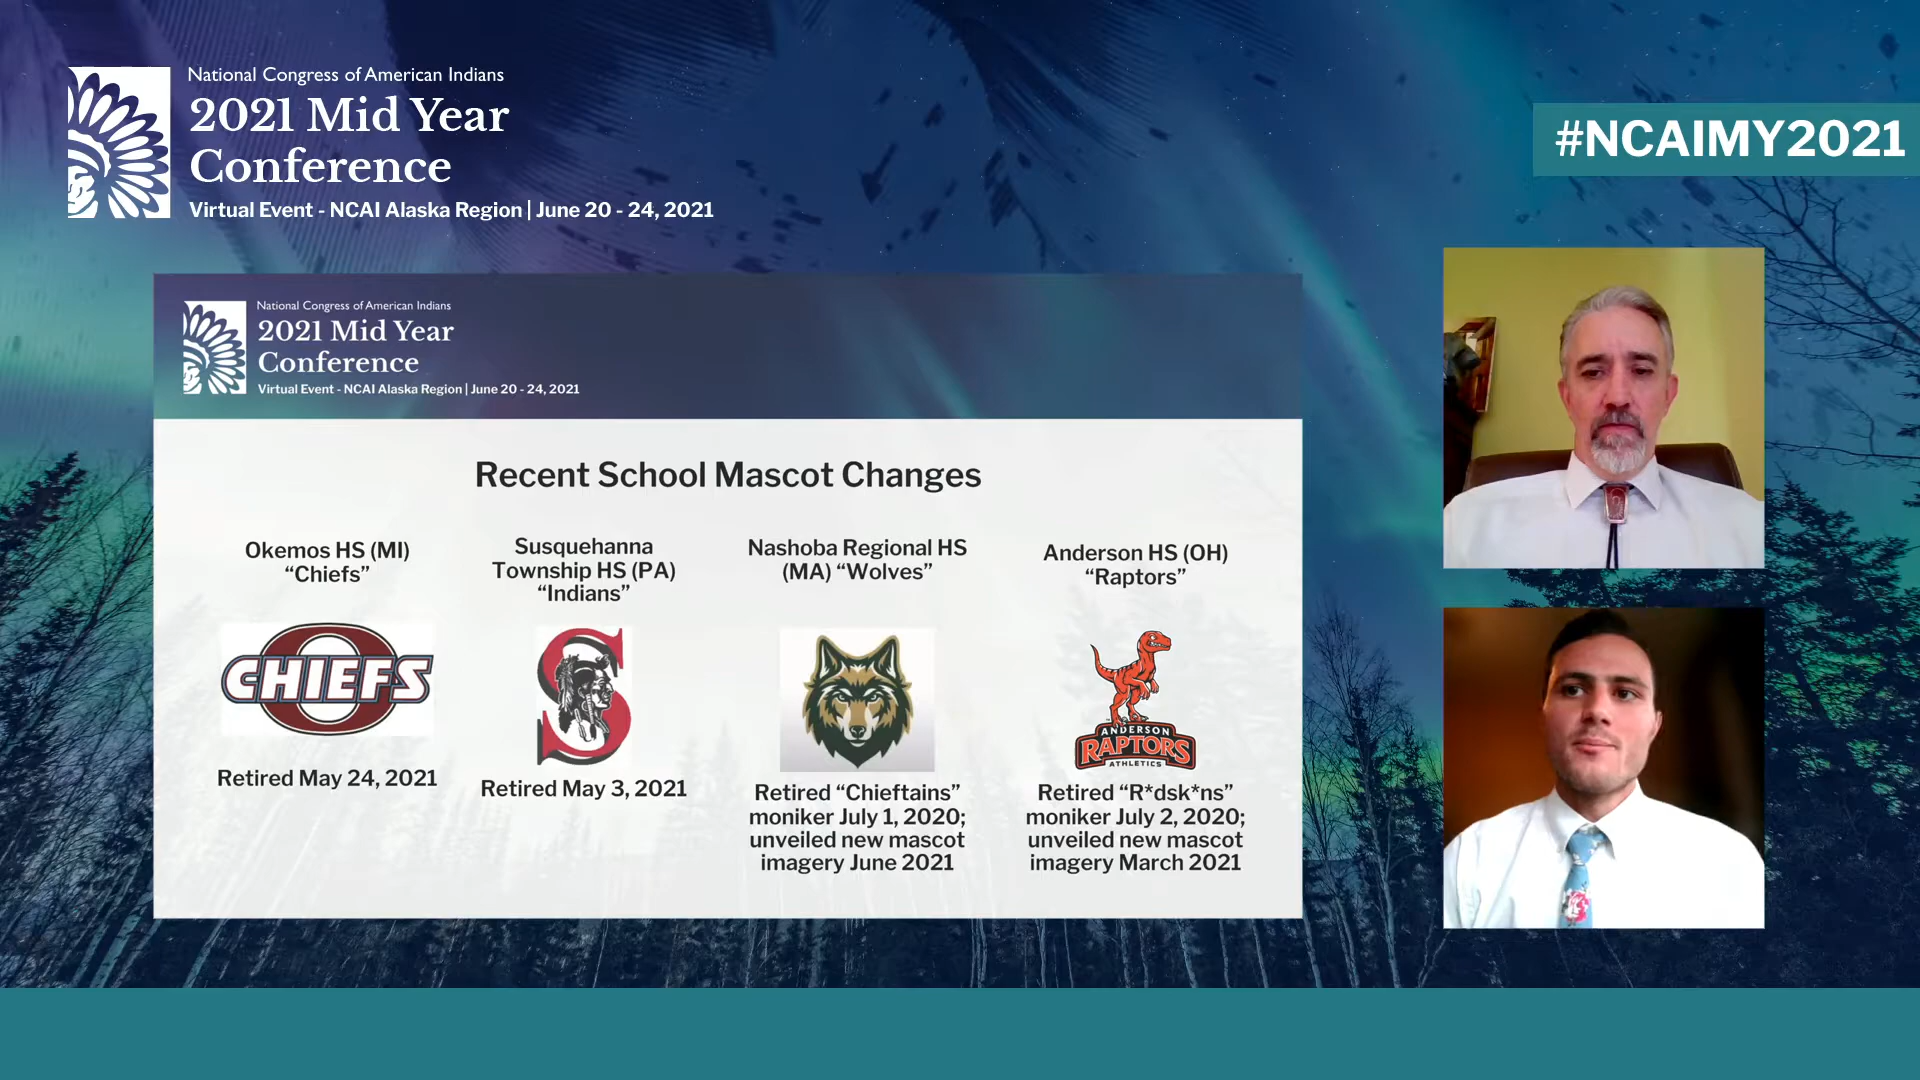 National Congress of American Indians
2021 Mid Year
Conference
Virtual Event - NCAI Alaska Region | June 20 - 24, 2021
#NCAIMY2021
National Congress of American Indians
2021 Mid Year
Conference
Virtual Event - NCAI Alaska Region | June 20 - 24, 2021
Recent School Mascot Changes
Okemos HS (MI)
“Chiefs”
CHIEFS
Retired May 24, 2021
Susquehanna
Township HS (PA)
“Indians”
S
Retired May 3, 2021
Nashoba Regional HS
(MA) “Wolves”
Retired “Chieftains”
moniker July 1, 2020;
unveiled new mascot
imagery June 2021
Anderson HS (OH)
“Raptors”
ANDERSON
RAPTORS
ATHLETICS
Retired “R*dsk*ns”
moniker July 2, 2020;
unveiled new mascot
imagery March 2021